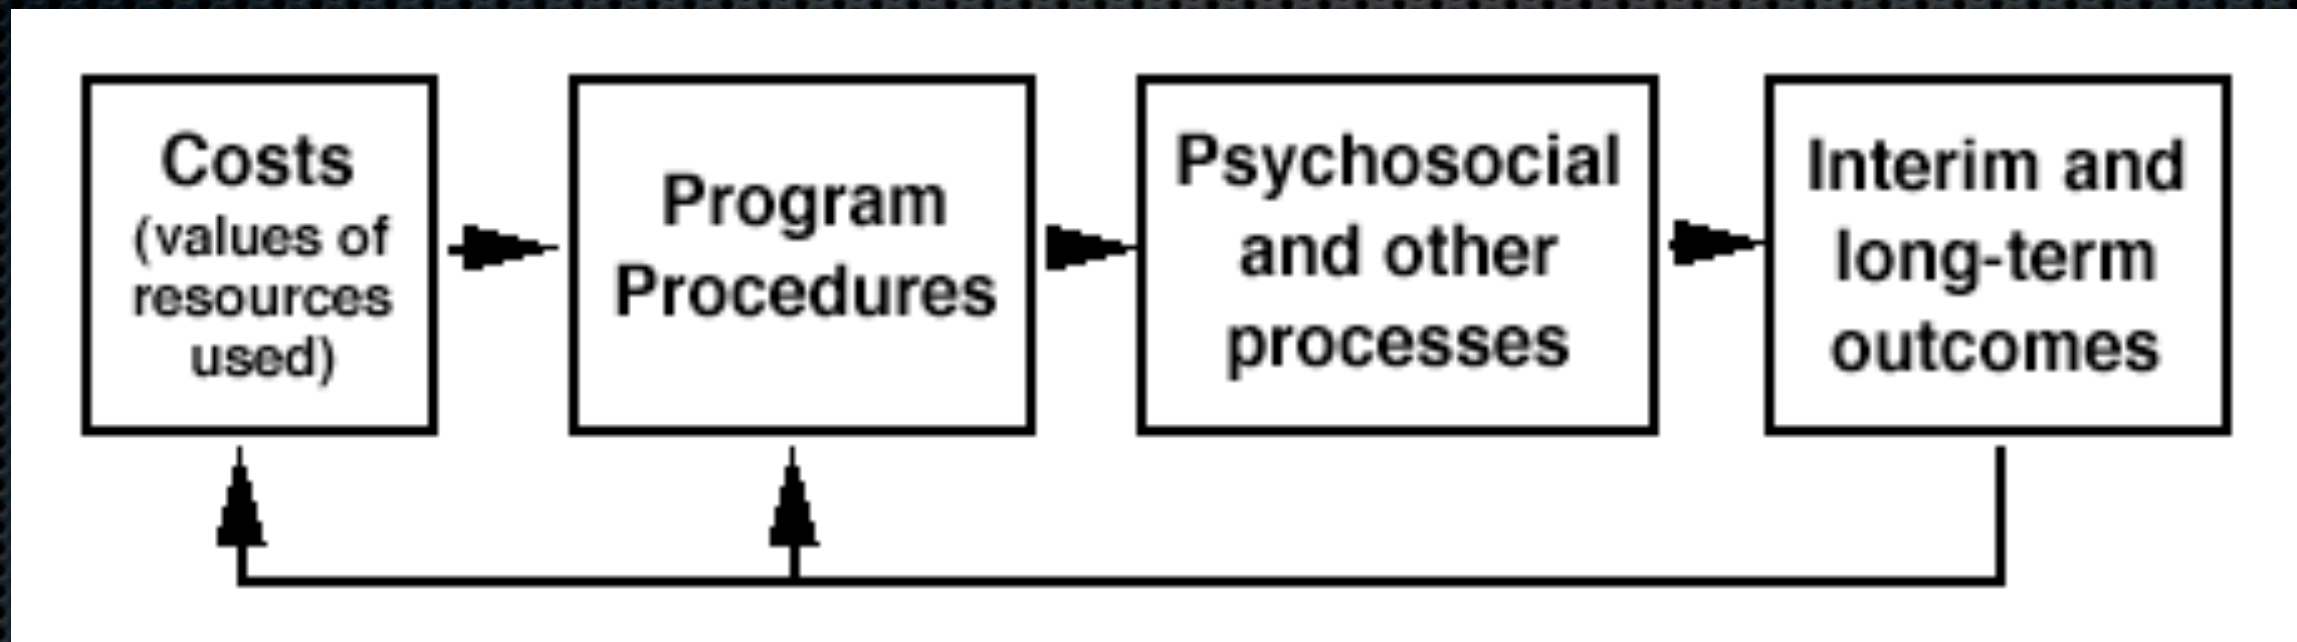 Costs
(values of
resources
used)
Program
Procedures
Psychosocial
and other
processes
Interim and
long-term
outcomes